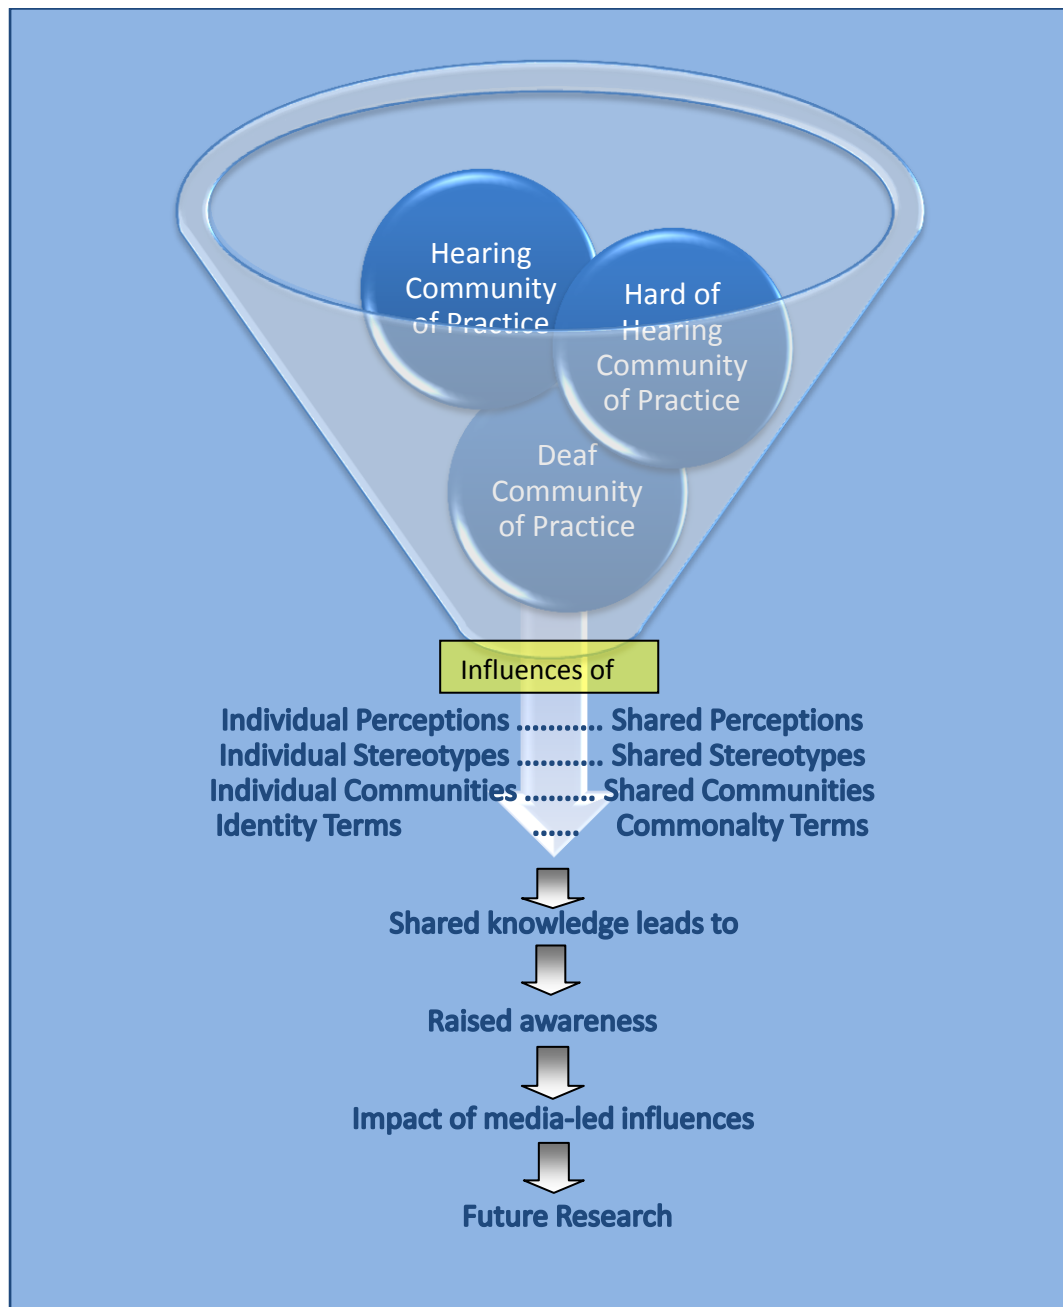 Hearing
Community
of Practice
Hard of
Hearing
Community
of Practice
Deaf
Community
of Practice
Influences of
Individual Perceptions ........... Shared Perceptions
Individual Stereotypes ........... Shared Stereotypes
Individual Communities ......... Shared Communities
Identity Terms ...... Commonalty Terms
Shared knowledge leads to
Raised awareness
Impact of media-led influences
Future Research